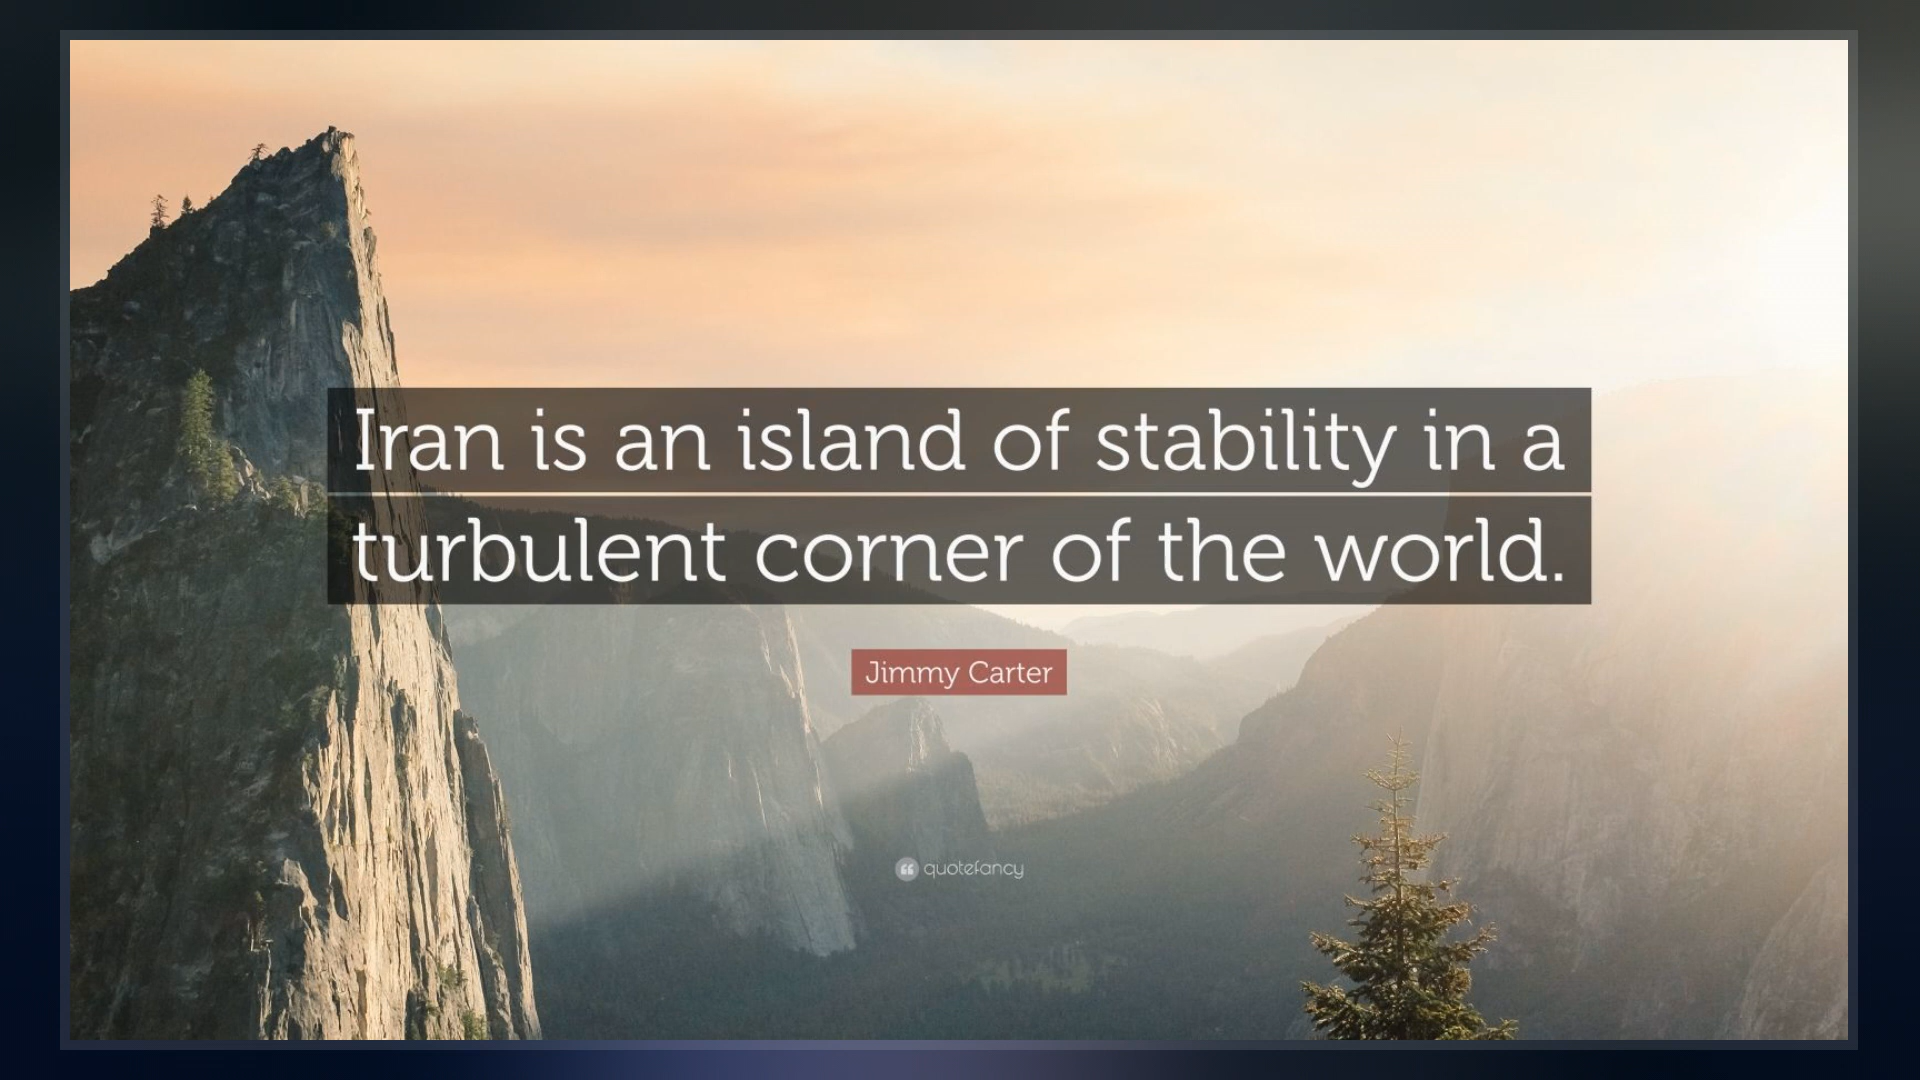 Iran is an island of stability in a
turbulent corner of the world.
Jimmy Carter
quotefancy